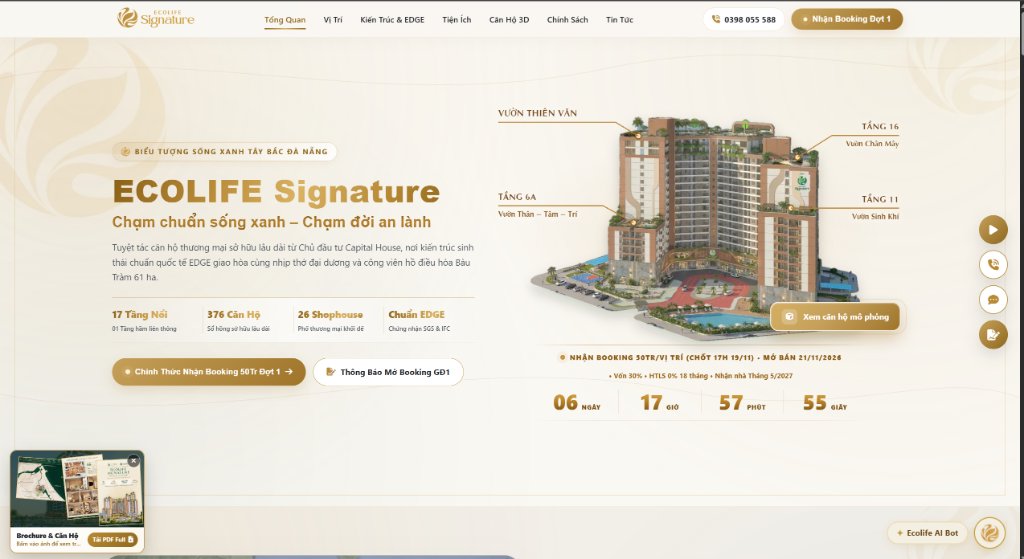 ECOLIFE
Signature
Tổng Quan
Vị Trí
Kiến Trúc & EDGE
Tiện Ích
Căn Hộ 3D
Chính Sách
Tin Tức
0398 055 588
Nhận Booking Đợt 1
BIỂU TƯỢNG SỐNG XANH TÂY BẮC ĐÀ NẴNG
ECOLIFE Signature
Chạm chuẩn sống xanh – Chạm đời an lành
Tuyệt tác căn hộ thương mại sở hữu lâu dài từ Chủ đầu tư Capital House, nơi kiến trúc sinh
thái chuẩn quốc tế EDGE giao hòa cùng nhịp thở đại dương và công viên hồ điều hòa Bàu
Tràm 61 ha.
17 Tầng Nổi
01 Tầng hầm liên thông
376 Căn Hộ
Sổ hồng sở hữu lâu dài
26 Shophouse
Phố thương mại khối đế
Chuẩn EDGE
Chứng nhận SGS & IFC
Chính Thức Nhận Booking 50Tr Đợt 1 →
Thông Báo Mở Booking GĐ1
VƯỜN THIÊN VĂN
TẦNG 16
Vườn Chân Mây
TẦNG 6A
Vườn Thân – Tâm – Trí
TẦNG 11
Vườn Sinh Khí
Xem căn hộ mô phỏng
NHẬN BOOKING 50TR/VỊ TRÍ (CHỐT 17H 19/11) • MỞ BÁN 21/11/2026
• Vốn 30% • HTLS 0% 18 tháng • Nhận nhà Tháng 5/2027
06 NGÀY
17 GIỜ
57 PHÚT
55 GIÂY
Brochure & Căn Hộ
Bấm vào ảnh để xem tr...
Tải PDF Full
+ Ecolife AI Bot